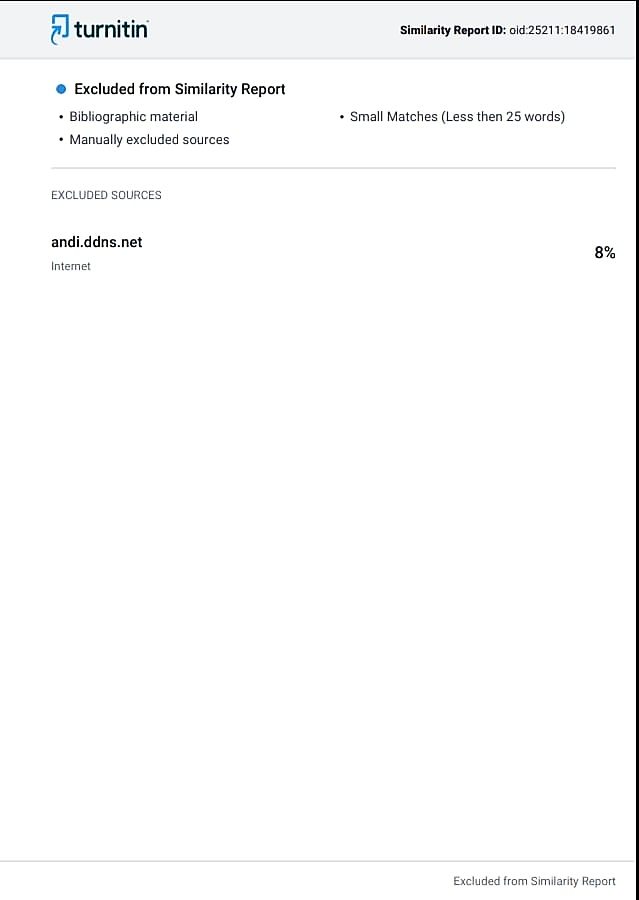 turnitin
Similarity Report ID: oid:25211:18419861
Excluded from Similarity Report
• Bibliographic material
• Small Matches (Less then 25 words)
• Manually excluded sources
EXCLUDED SOURCES
andi.ddns.net
8%
Internet
Excluded from Similarity Report